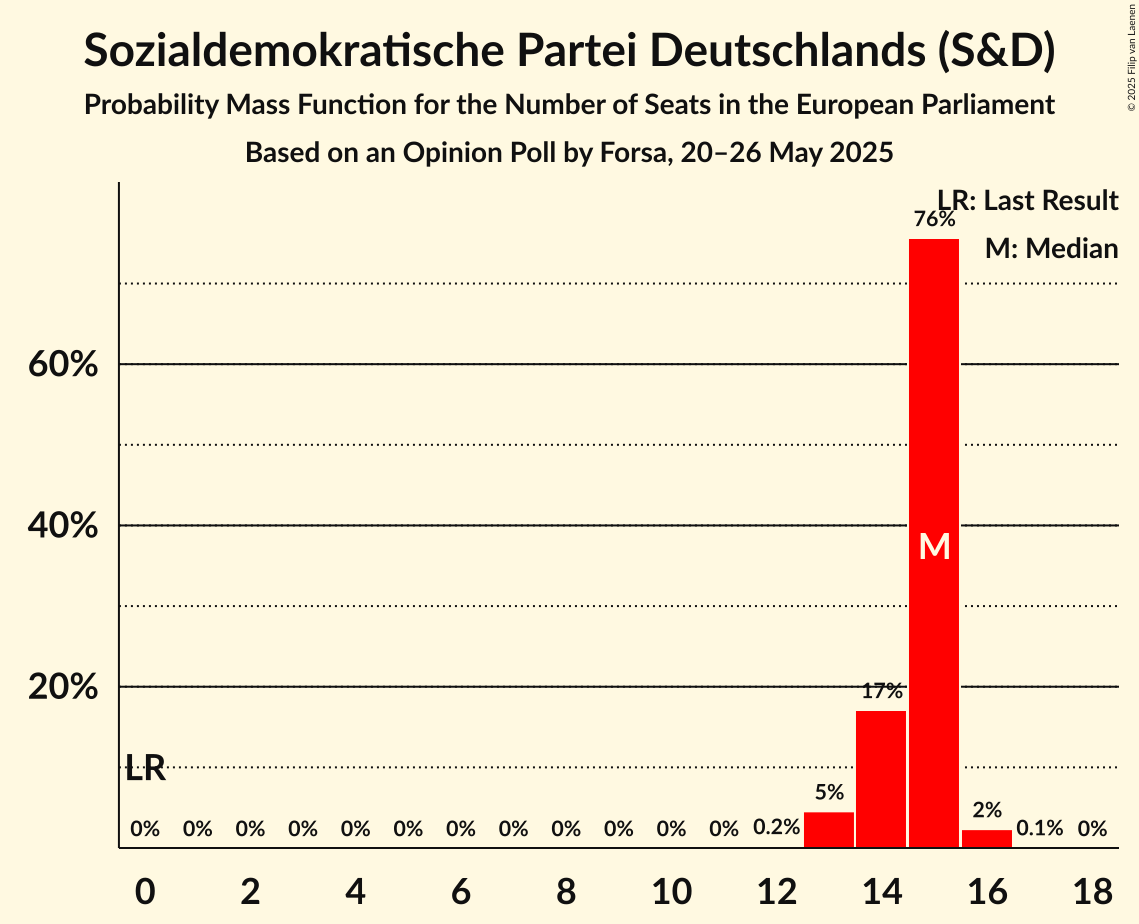 Sozialdemokratische Partei Deutschlands (S&D)
Probability Mass Function for the Number of Seats in the European Parliament
Based on an Opinion Poll by Forsa, 20–26 May 2025
© 2025 Filip van Laenen
LR: Last Result
M: Median
76%
60%
40%
M
20%
17%
LR
5%
2%
0% 0% 0% 0% 0% 0% 0% 0% 0% 0% 0% 0% 0.2% 0.1% 0%
0 2 4 6 8 10 12 14 16 18